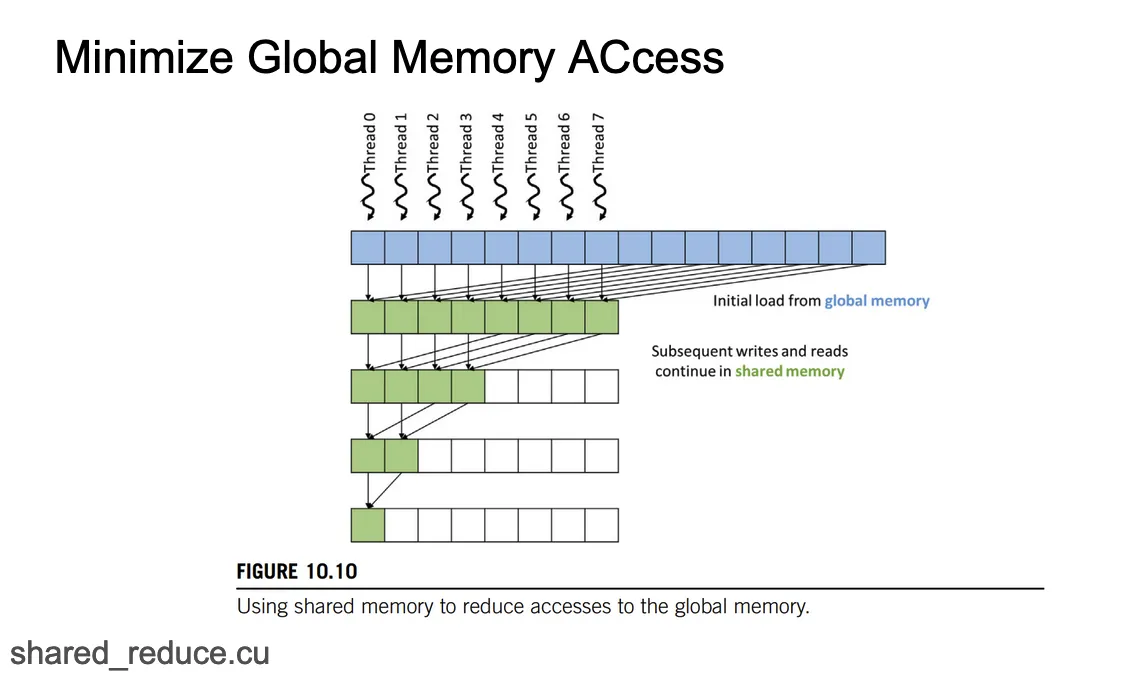 Minimize Global Memory ACcess
Thread 0
Thread 1
Thread 2
Thread 3
Thread 4
Thread 5
Thread 6
Thread 7
Initial load from global memory
Subsequent writes and reads
continue in shared memory
FIGURE 10.10
Using shared memory to reduce accesses to the global memory.
shared_reduce.cu